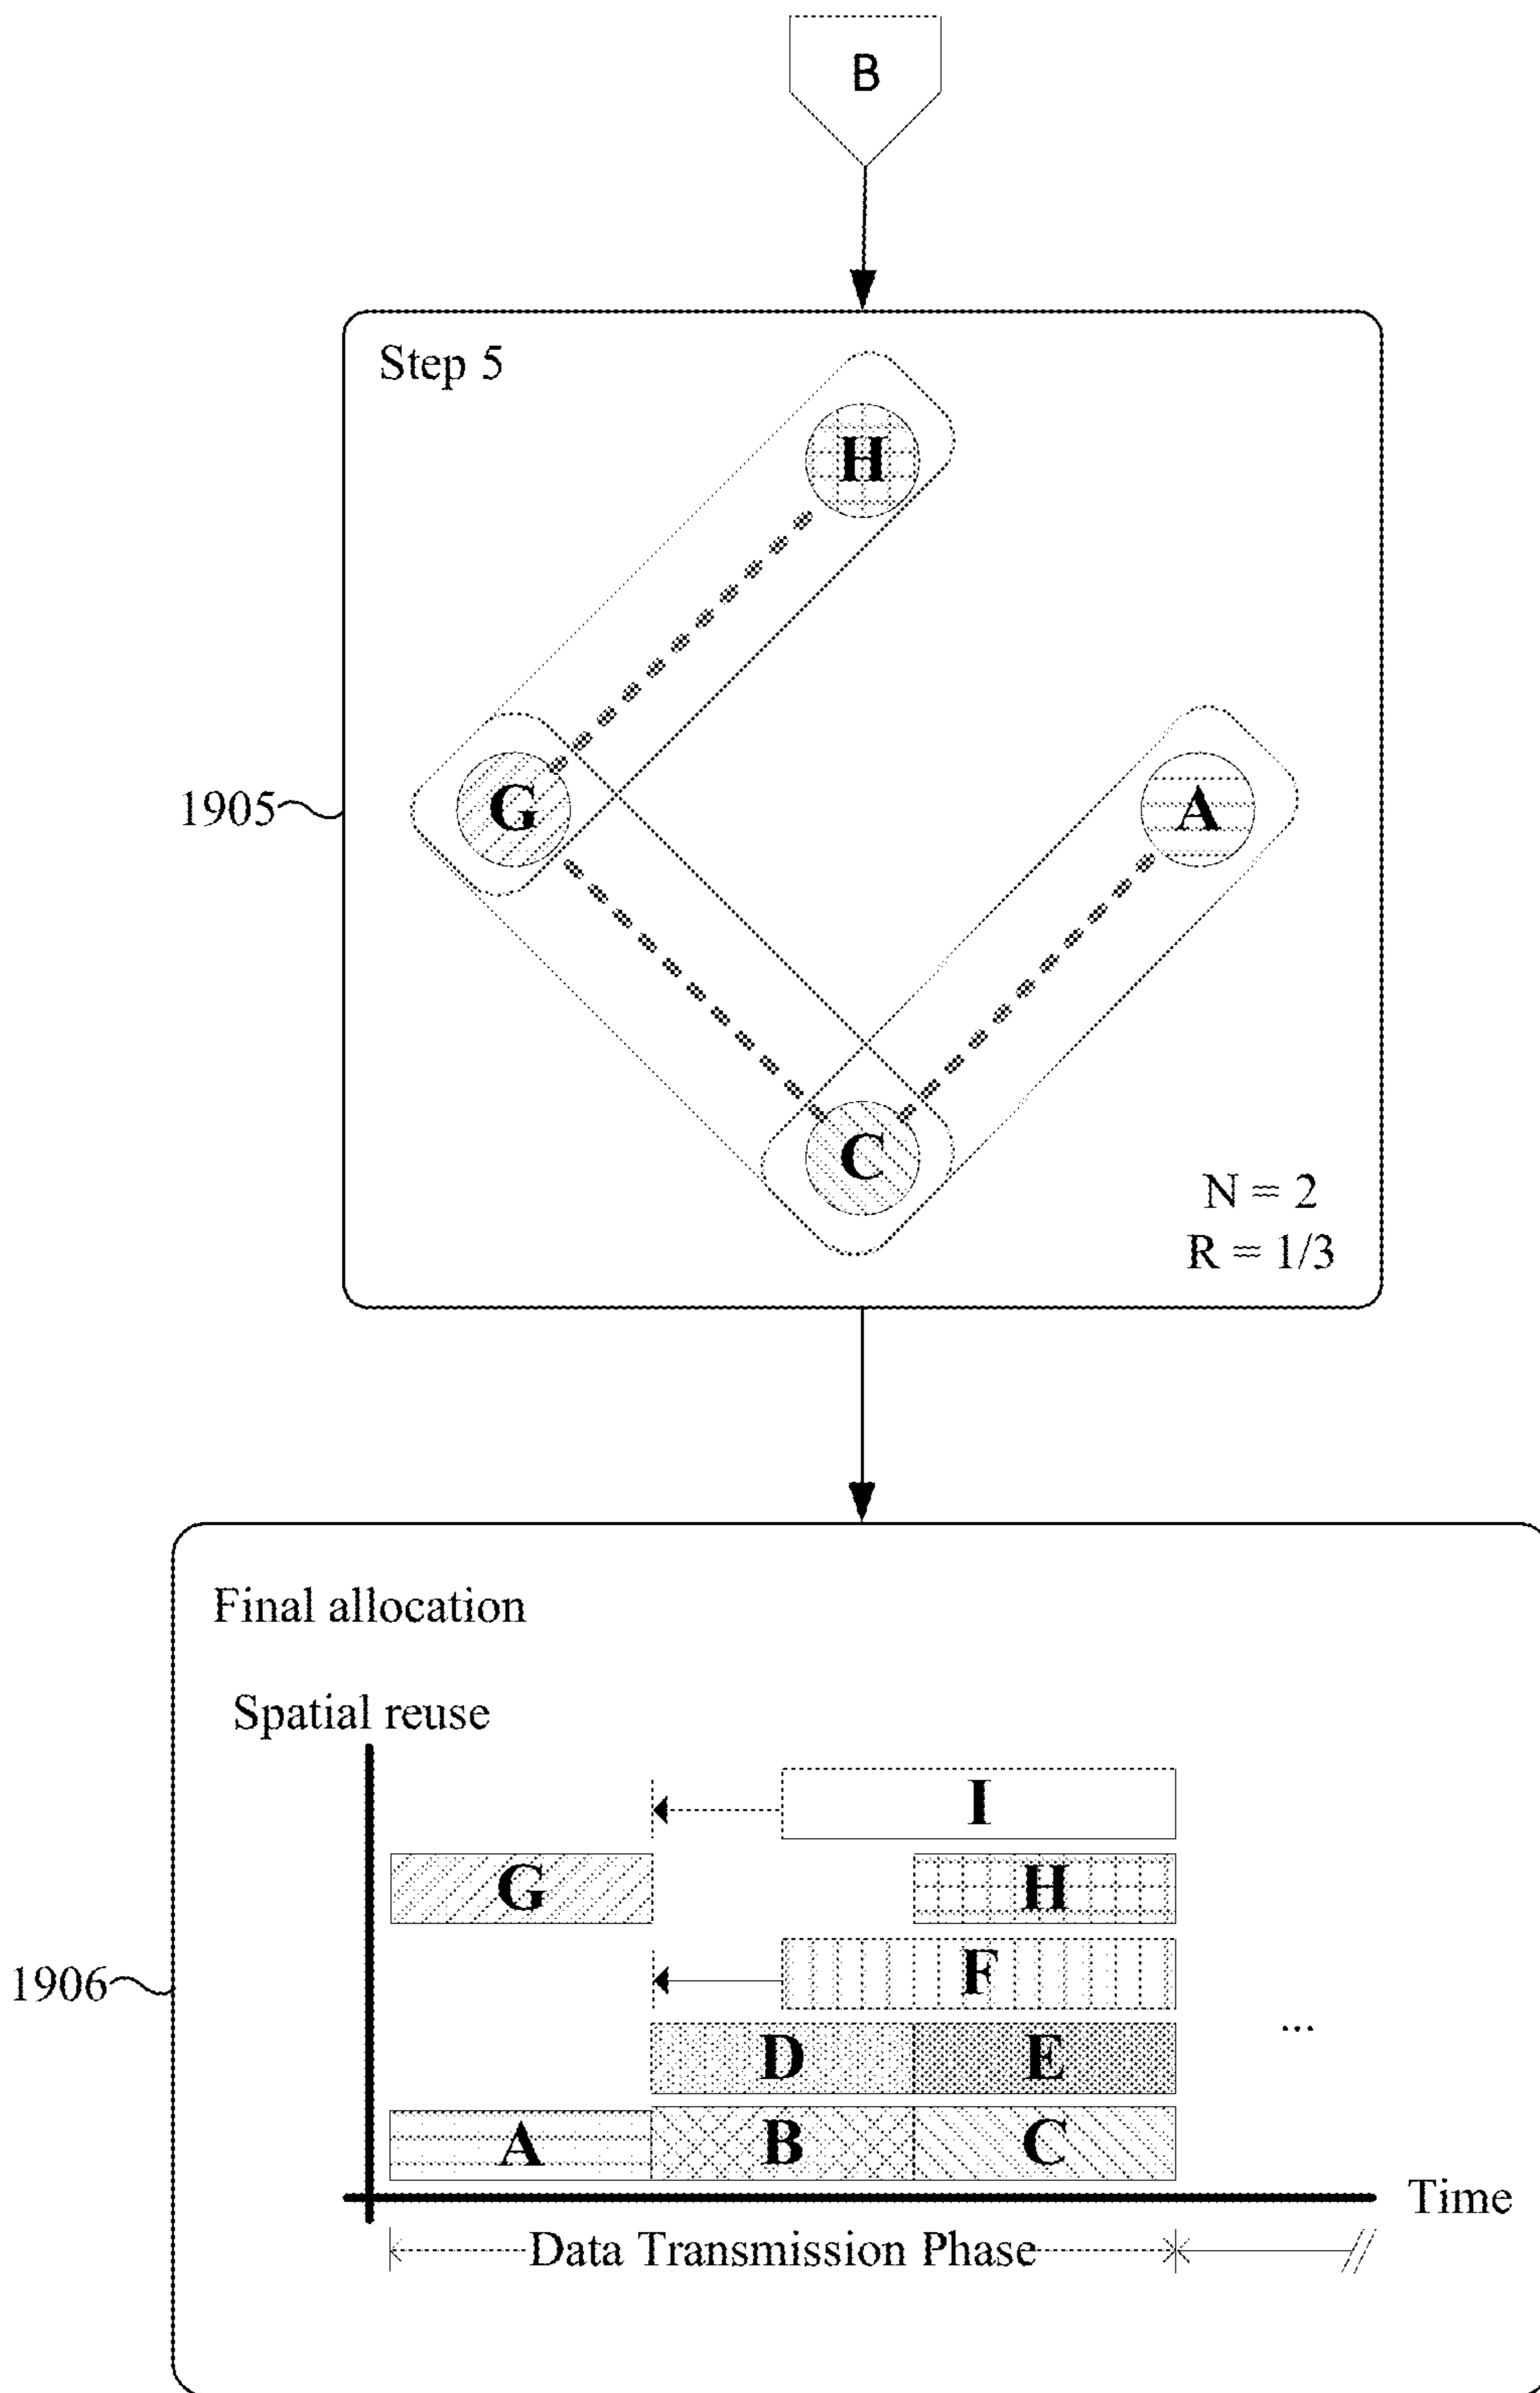 B
Step 5
H
G
A
1905
C
N = 2
R = 1/3
Final allocation
Spatial reuse
I
G H
F
1906
D E
...
A B C
Time
Data Transmission Phase